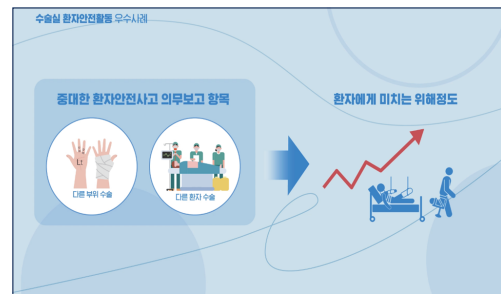 수술실 환자안전활동 우수사례
중대한 환자안전사고 의무보고 항목
다른 부위 수술
다른 환자 수술
환자에게 미치는 위해정도